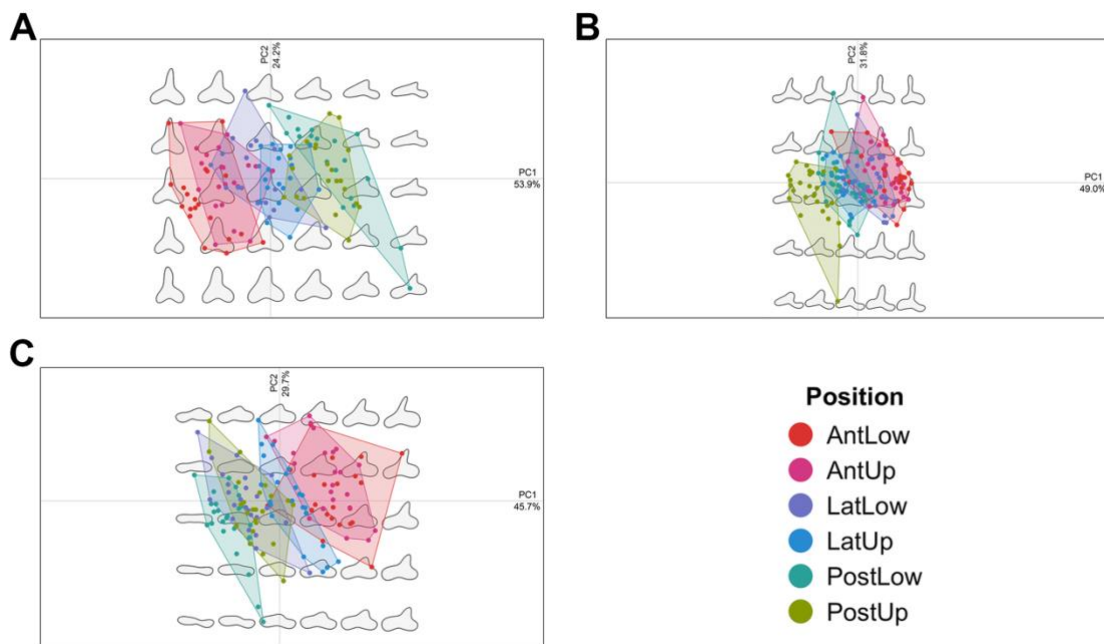 A
PC2
24.2%
PC1
53.9%
B
PC2
31.8%
PC1
49.0%
C
PC2
29.7%
PC1
45.7%
Position
AntLow
AntUp
LatLow
LatUp
PostLow
PostUp